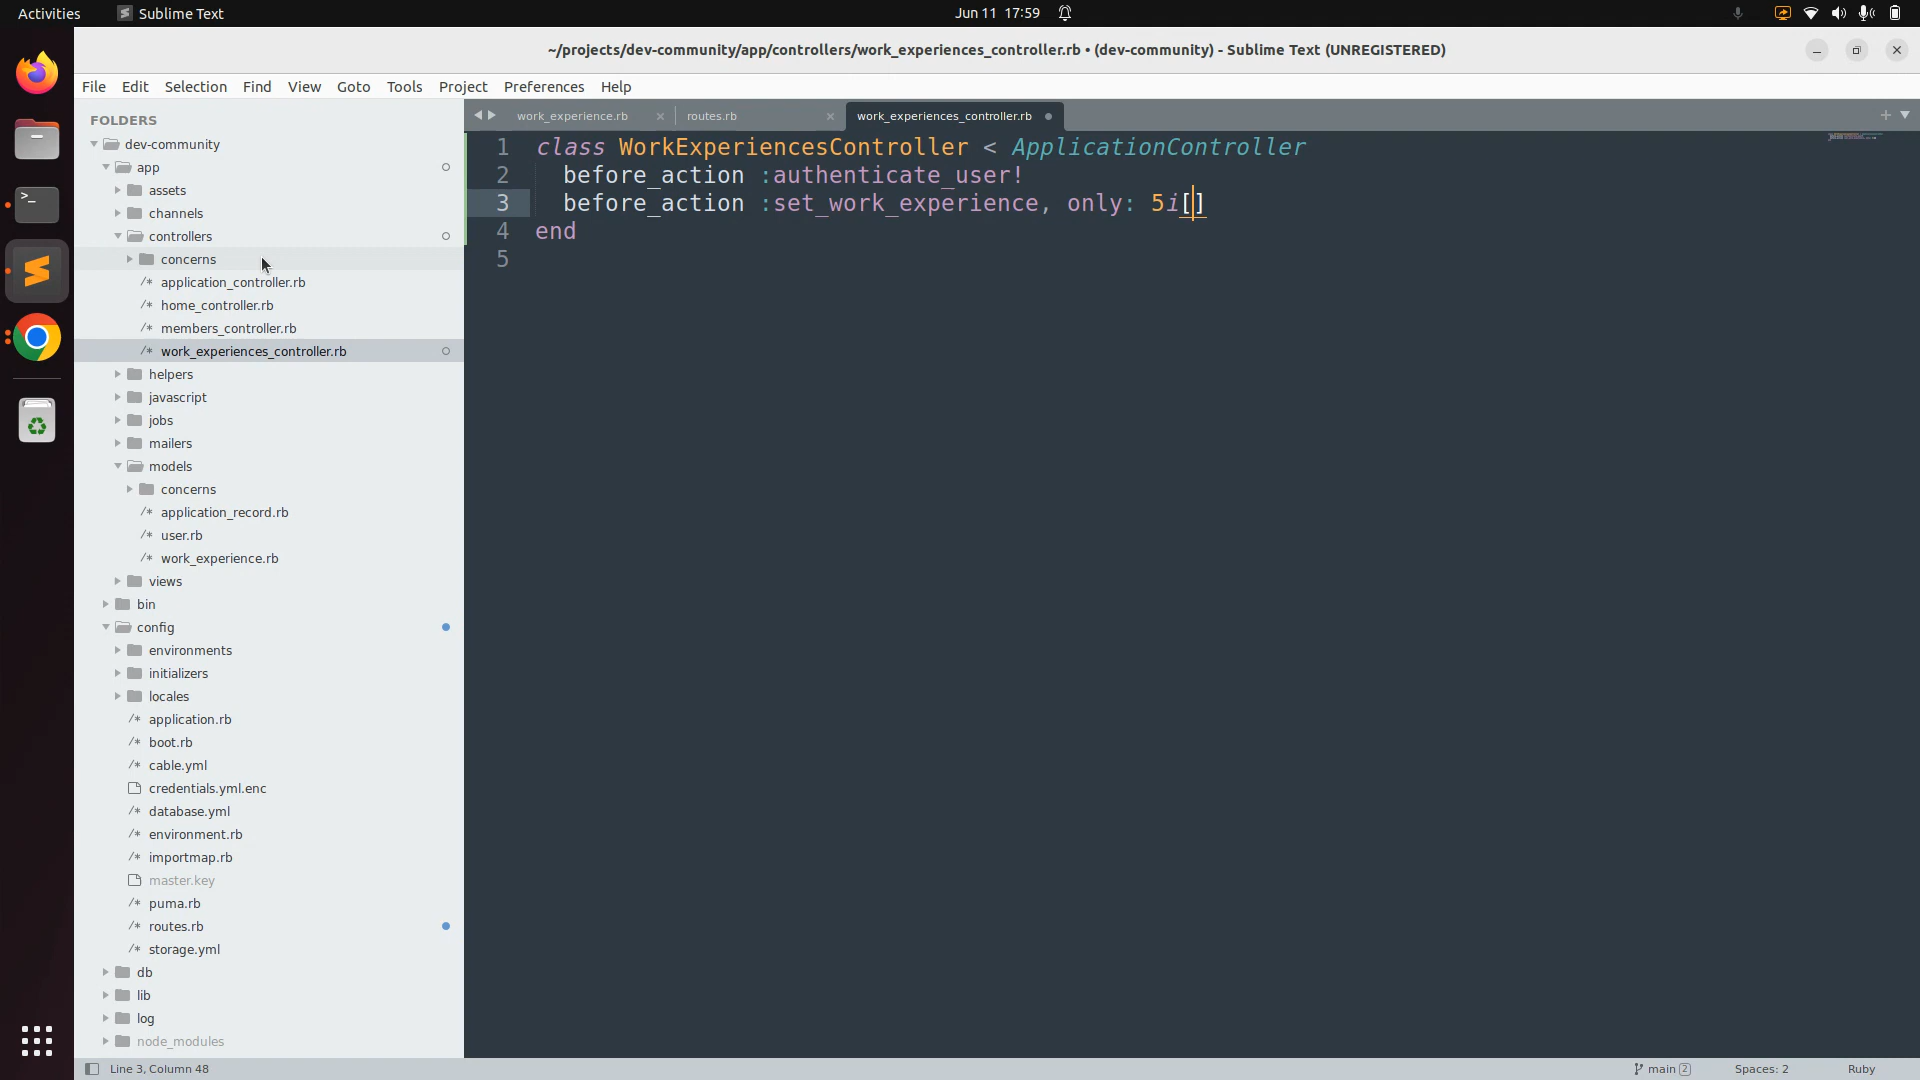 Activities
Sublime Text
Jun 11 17:59
~/projects/dev-community/app/controllers/work_experiences_controller.rb • (dev-community) - Sublime Text (UNREGISTERED)
File Edit Selection Find View Goto Tools Project Preferences Help
FOLDERS
dev-community
app
assets
channels
controllers
concerns
application_controller.rb
home_controller.rb
members_controller.rb
work_experiences_controller.rb
helpers
javascript
jobs
mailers
models
concerns
application_record.rb
user.rb
work_experience.rb
views
bin
config
environments
initializers
locales
application.rb
boot.rb
cable.yml
credentials.yml.enc
database.yml
environment.rb
importmap.rb
master.key
puma.rb
routes.rb
storage.yml
db
lib
log
node_modules
work_experience.rb
routes.rb
work_experiences_controller.rb
1 class WorkExperiencesController < ApplicationController
2 before_action :authenticate_user!
3 before_action :set_work_experience, only: 5i[]
4 end
5
Line 3, Column 48
main 2
Spaces: 2
Ruby